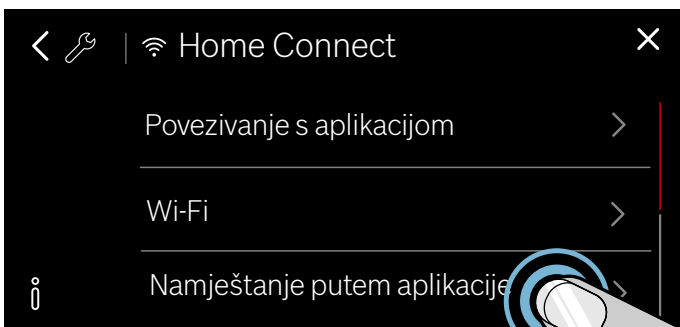 Home Connect
Povezivanje s aplikacijom
Wi-Fi
Namještanje putem aplikacije